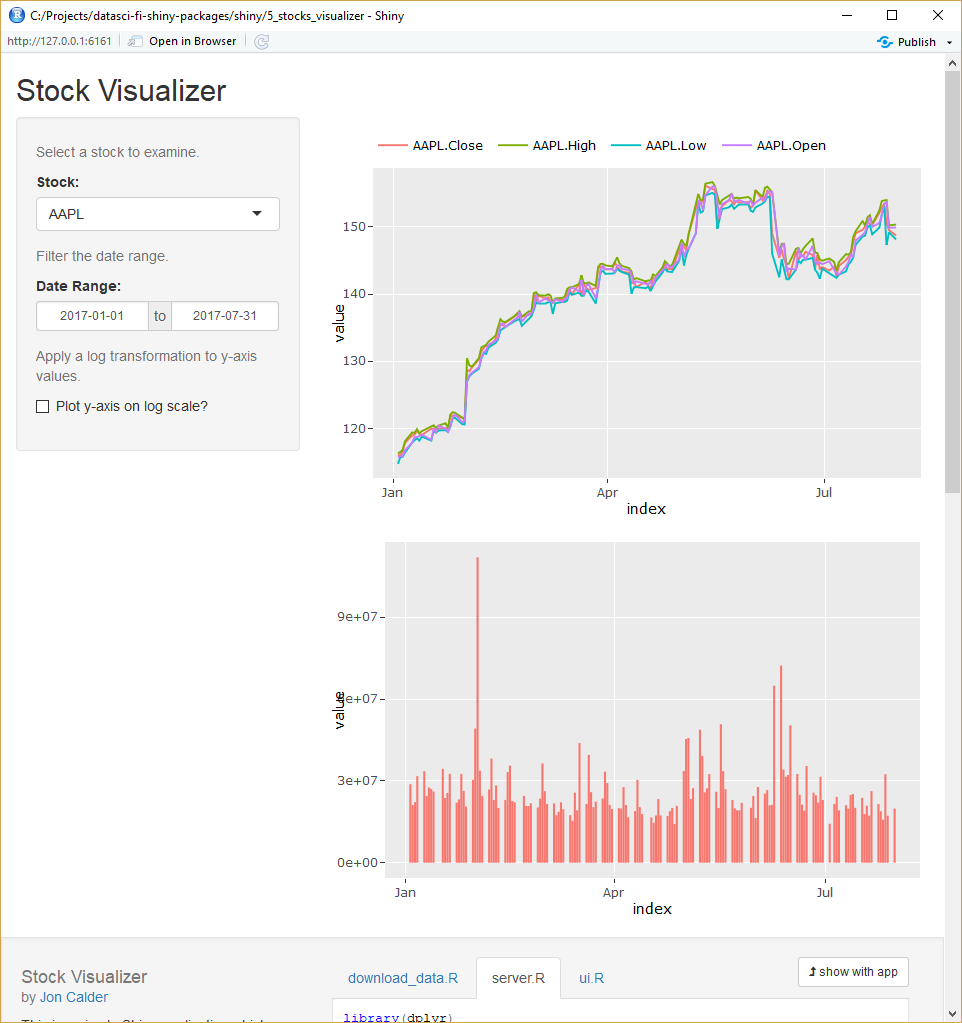 C:/Projects/datasci-fi-shiny-packages/shiny/5_stocks_visualizer - Shiny
http://127.0.0.1:6161 Open in Browser Publish
Stock Visualizer
Select a stock to examine.
Stock:
AAPL
Filter the date range.
Date Range:
2017-01-01 to 2017-07-31
Apply a log transformation to y-axis
values.
Plot y-axis on log scale?
AAPL.Close AAPL.High AAPL.Low AAPL.Open
value
150
140
130
120
Jan Apr Jul
index
value
9e+07
3e+07
0e+00
Jan Apr Jul
index
Stock Visualizer
by Jon Calder
download_data.R server.R ui.R
show with app
library(dplyr)